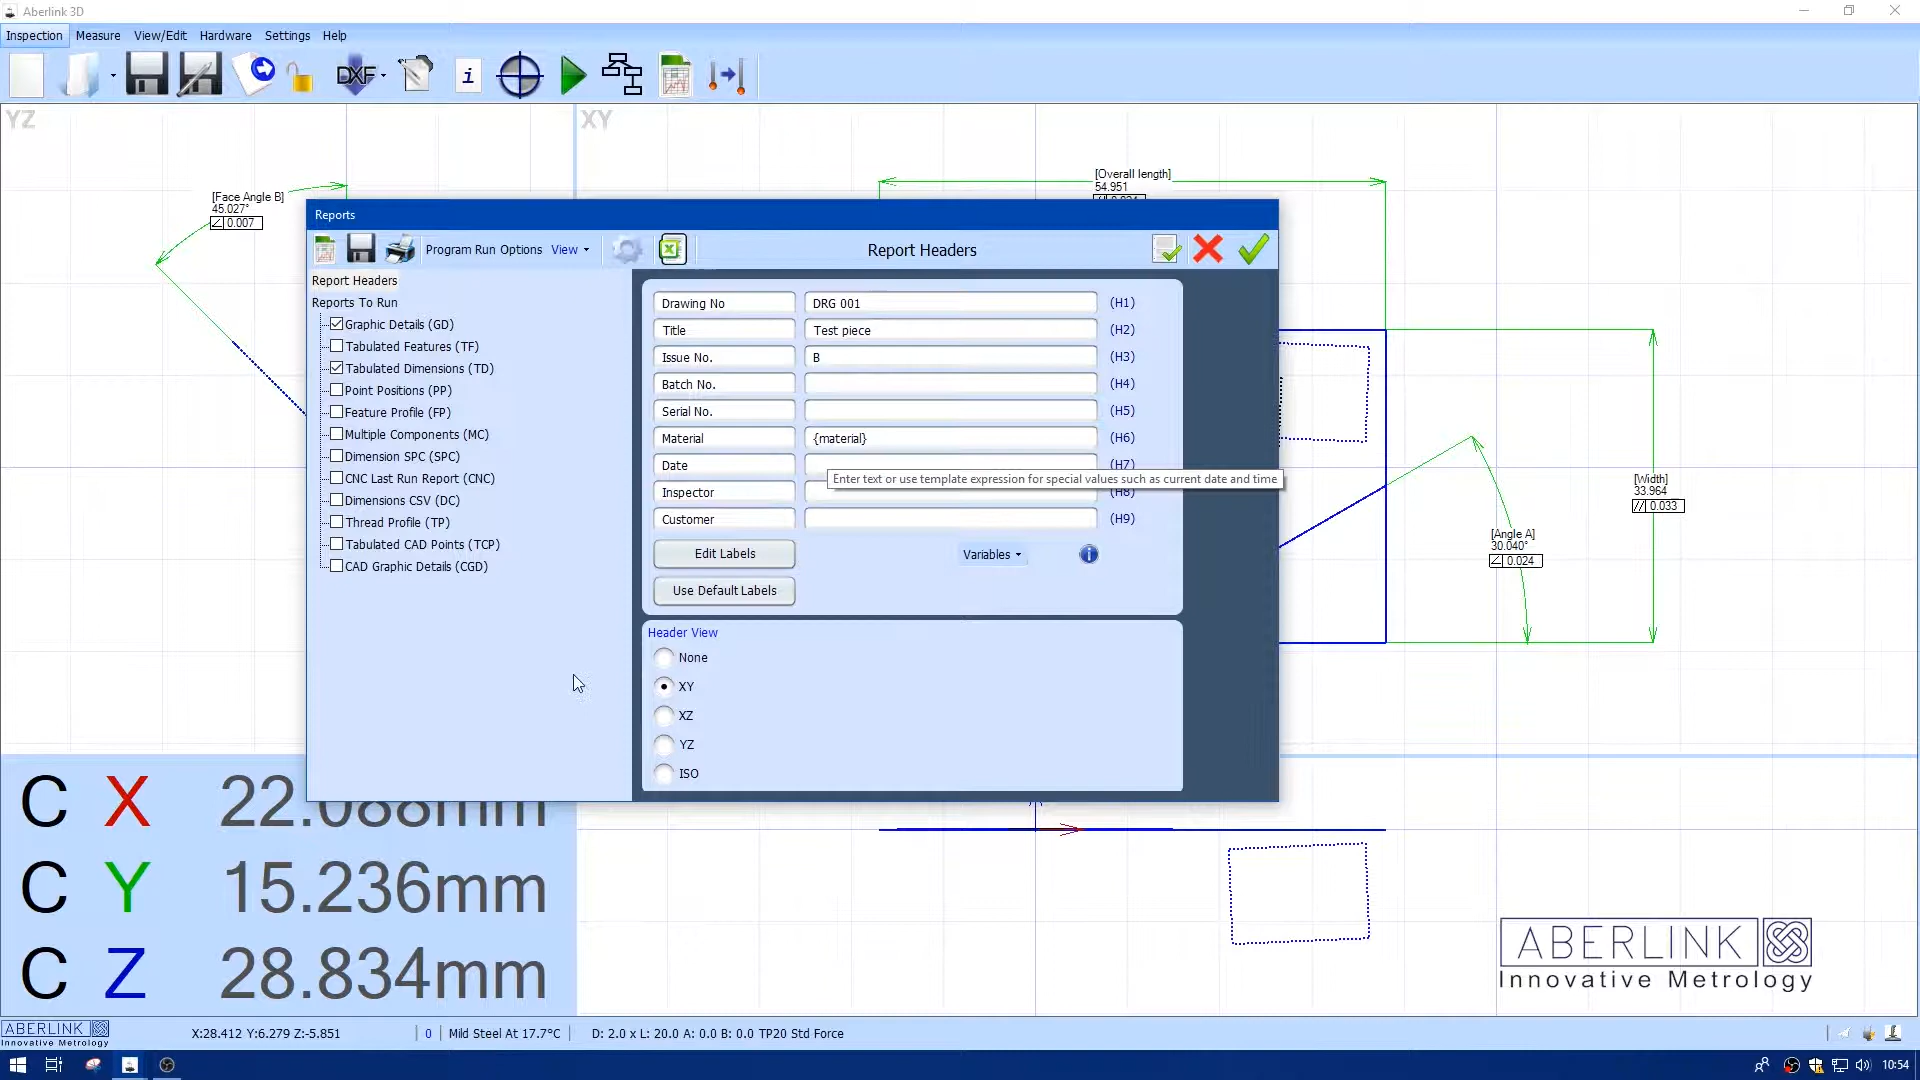 Aberlink 3D
Inspection Measure View/Edit Hardware Settings Help
DXF
i
YZ
XY
[Face Angle B]
45.027°
0.007
[Overall length]
54.951
Reports
Program Run Options View
Report Headers
Report Headers
Reports To Run
Graphic Details (GD)
Tabulated Features (TF)
Tabulated Dimensions (TD)
Point Positions (PP)
Feature Profile (FP)
Multiple Components (MC)
Dimension SPC (SPC)
CNC Last Run Report (CNC)
Dimensions CSV (DC)
Thread Profile (TP)
Tabulated CAD Points (TCP)
CAD Graphic Details (CGD)
Drawing No DRG 001 (H1)
Title Test piece (H2)
Issue No. B (H3)
Batch No. (H4)
Serial No. (H5)
Material {material} (H6)
Date (H7)
Enter text or use template expression for special values such as current date and time
Inspector (H8)
Customer (H9)
Edit Labels
Variables
i
Use Default Labels
Header View
None
XY
XZ
YZ
ISO
[Width]
33.964
// 0.033
[Angle A]
30.040°
0.024
C X 22.088mm
C Y 15.236mm
C Z 28.834mm
ABERLINK
Innovative Metrology
ABERLINK
Innovative Metrology
X:28.412 Y:6.279 Z:-5.851
0
Mild Steel At 17.7°C
D: 2.0 x L: 20.0 A: 0.0 B: 0.0 TP20 Std Force
10:54